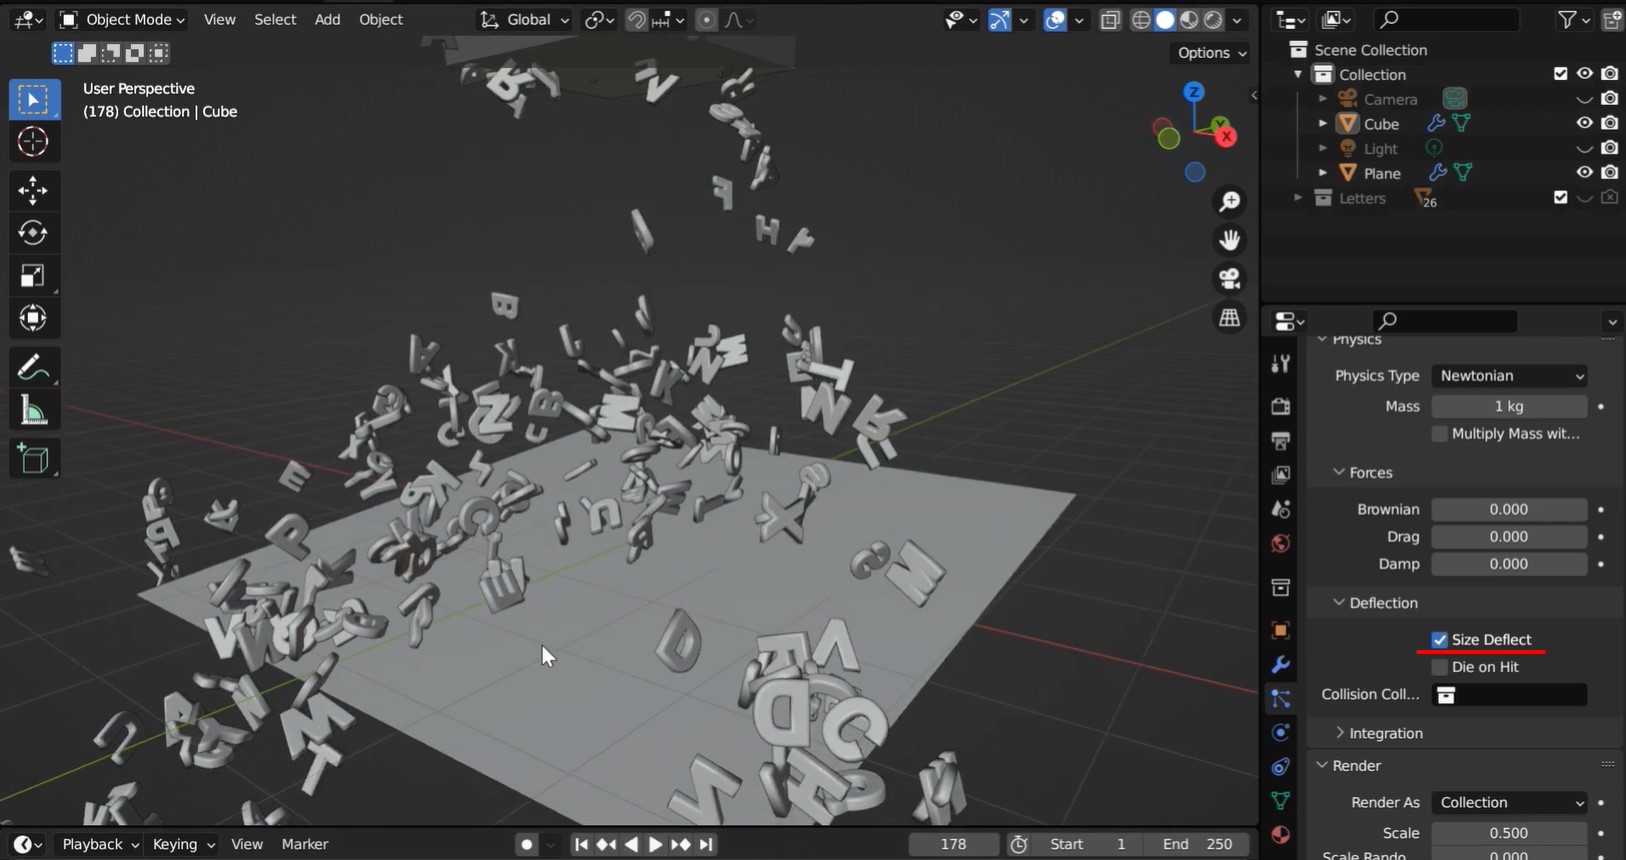 Object Mode View Select Add Object Global
Options
User Perspective
(178) Collection | Cube
Z
Y
X
Scene Collection
Collection
Camera
Cube
Light
Plane
Letters 26
Physics
Physics Type Newtonian
Mass 1 kg
Multiply Mass wit...
Forces
Brownian 0.000
Drag 0.000
Damp 0.000
Deflection
Size Deflect
Die on Hit
Collision Coll...
Integration
Render
Render As Collection
Scale 0.500
Scale Rando 0.000
Playback Keying View Marker 178 Start 1 End 250